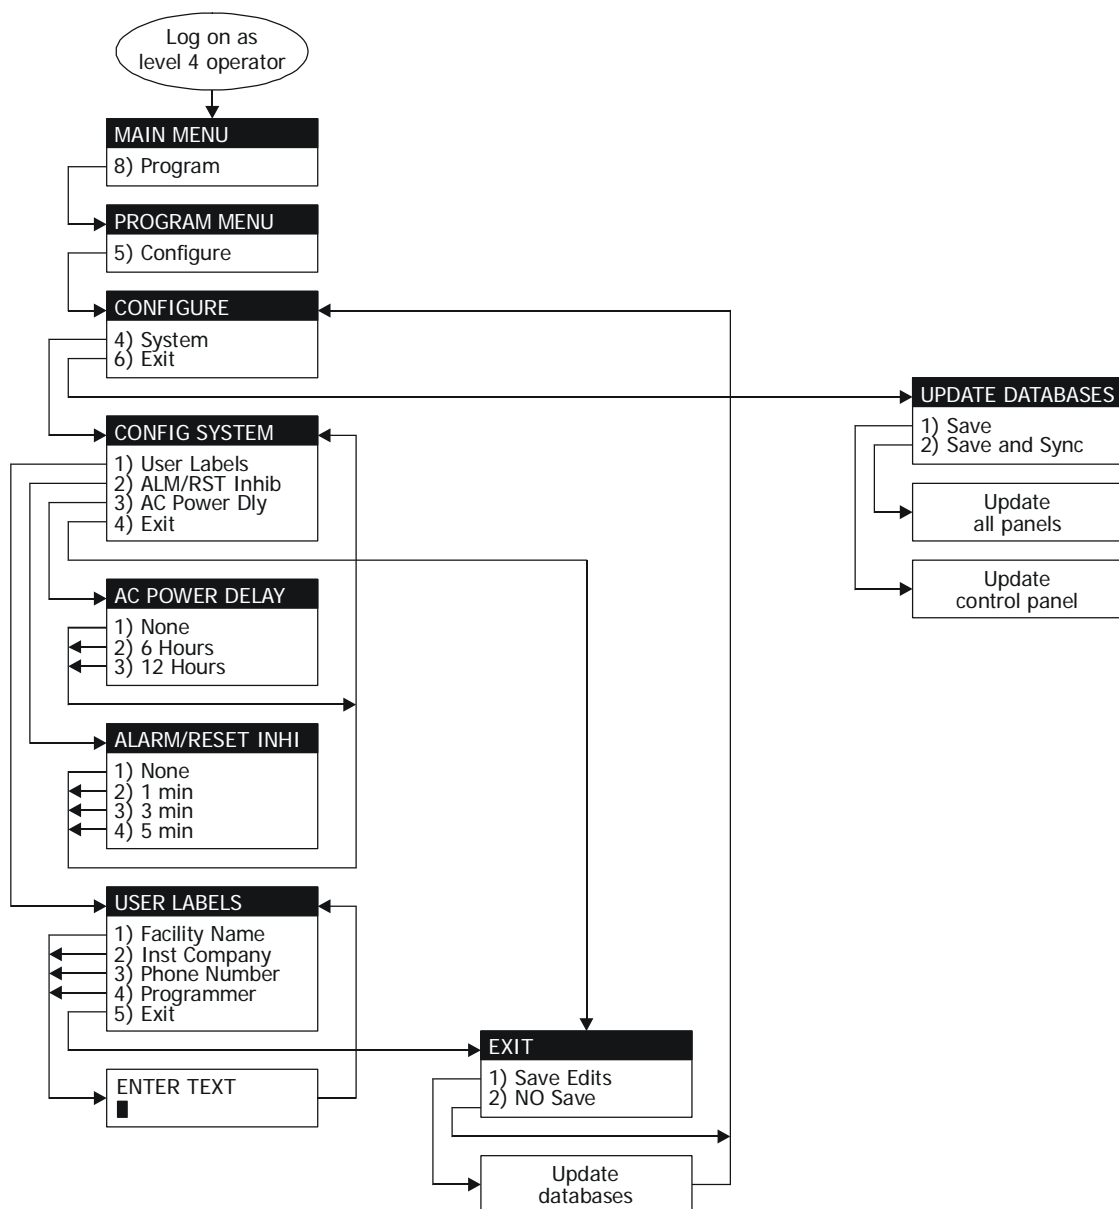 Log on as
level 4 operator
MAIN MENU
8) Program
PROGRAM MENU
5) Configure
CONFIGURE
4) System
6) Exit
UPDATE DATABASES
1) Save
2) Save and Sync
Update
all panels
Update
control panel
CONFIG SYSTEM
1) User Labels
2) ALM/RST Inhib
3) AC Power Dly
4) Exit
AC POWER DELAY
1) None
2) 6 Hours
3) 12 Hours
ALARM/RESET INHI
1) None
2) 1 min
3) 3 min
4) 5 min
USER LABELS
1) Facility Name
2) Inst Company
3) Phone Number
4) Programmer
5) Exit
ENTER TEXT
EXIT
1) Save Edits
2) NO Save
Update
databases